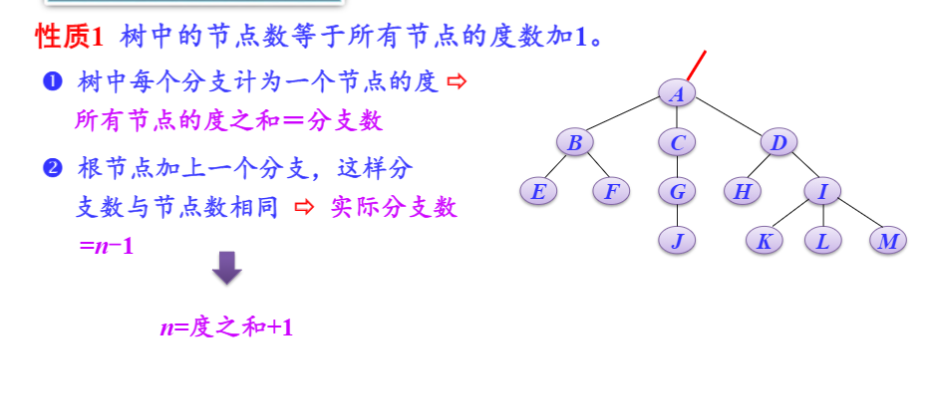 性质1 树中的节点数等于所有节点的度数加1。
❶ 树中每个分支计为一个节点的度 ⇨
所有节点的度之和=分支数
❷ 根节点加上一个分支，这样分
支数与节点数相同 ⇨ 实际分支数
=n−1
n=度之和+1
A
B C D
E F G H I
J K L M